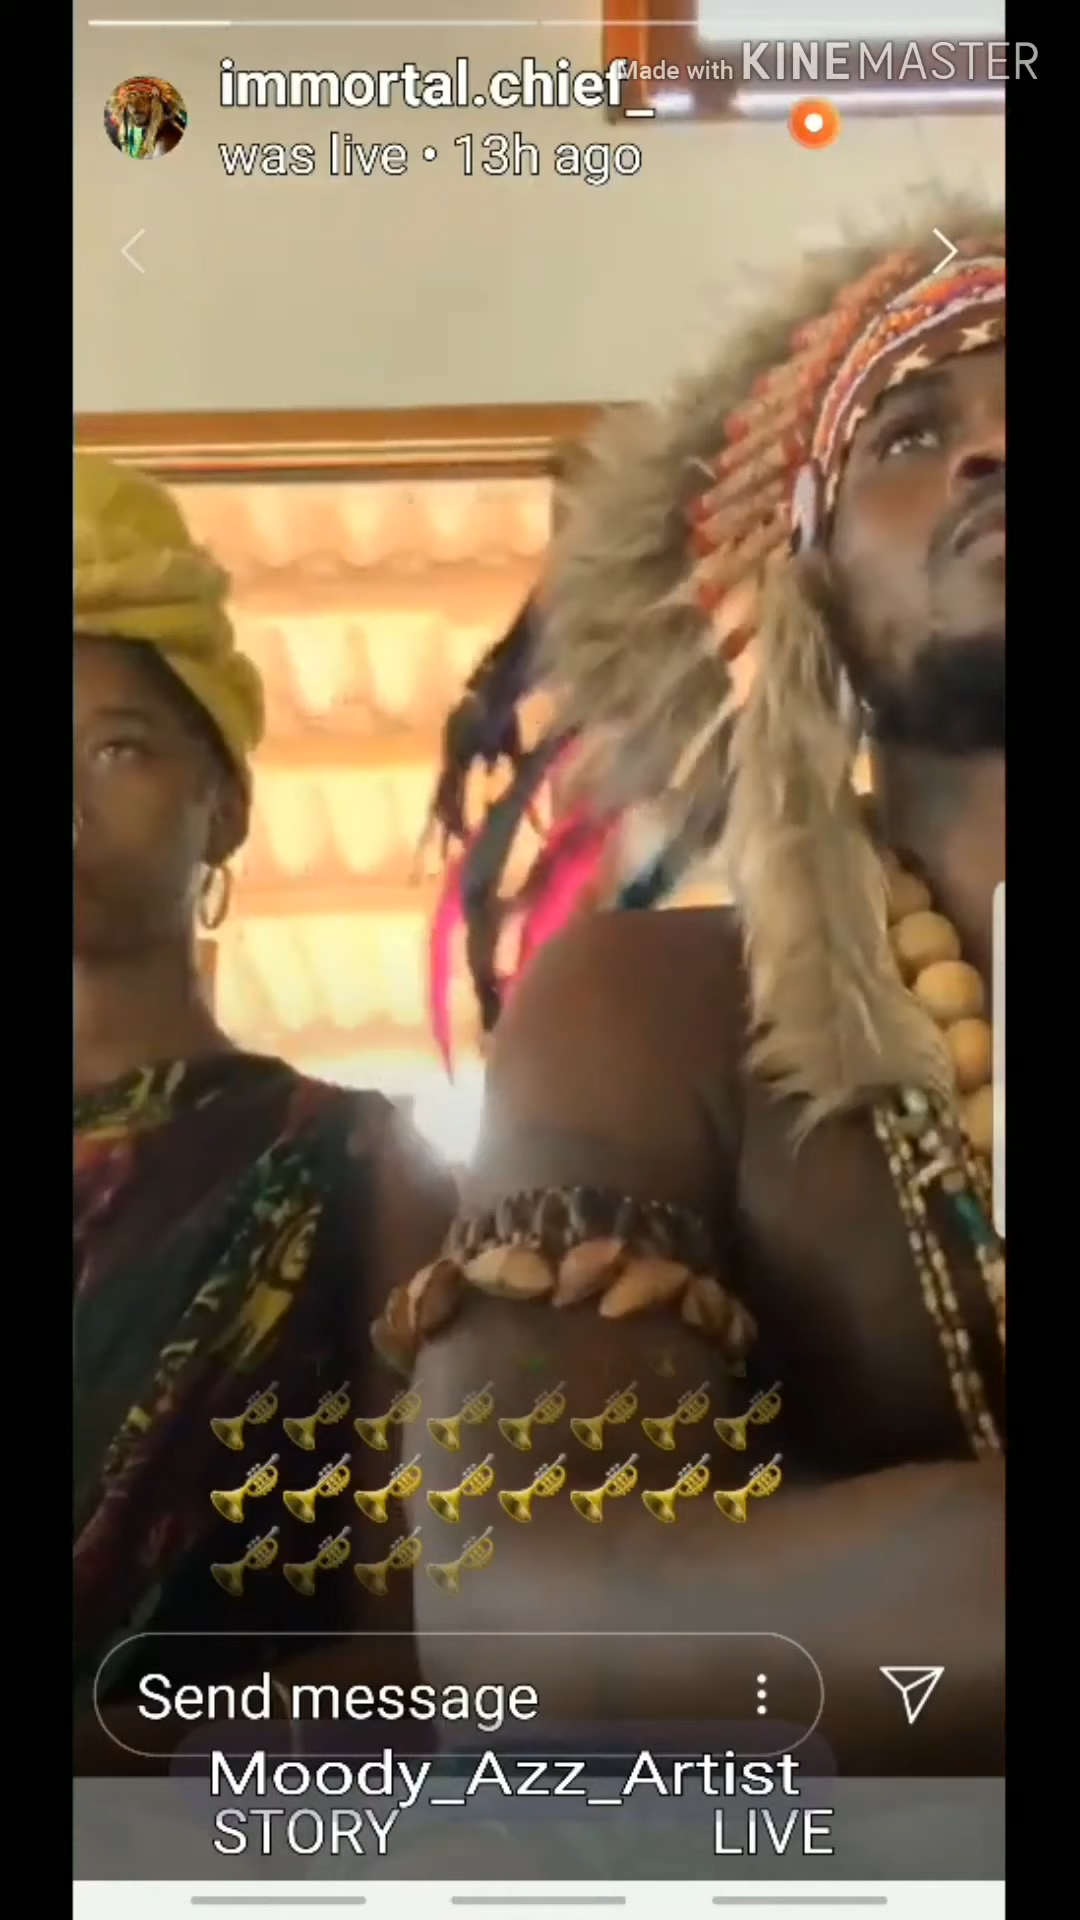 Made with KINEMASTER
immortal.chief_
was live • 13h ago
Send message
Moody_Azz_Artist
STORY LIVE